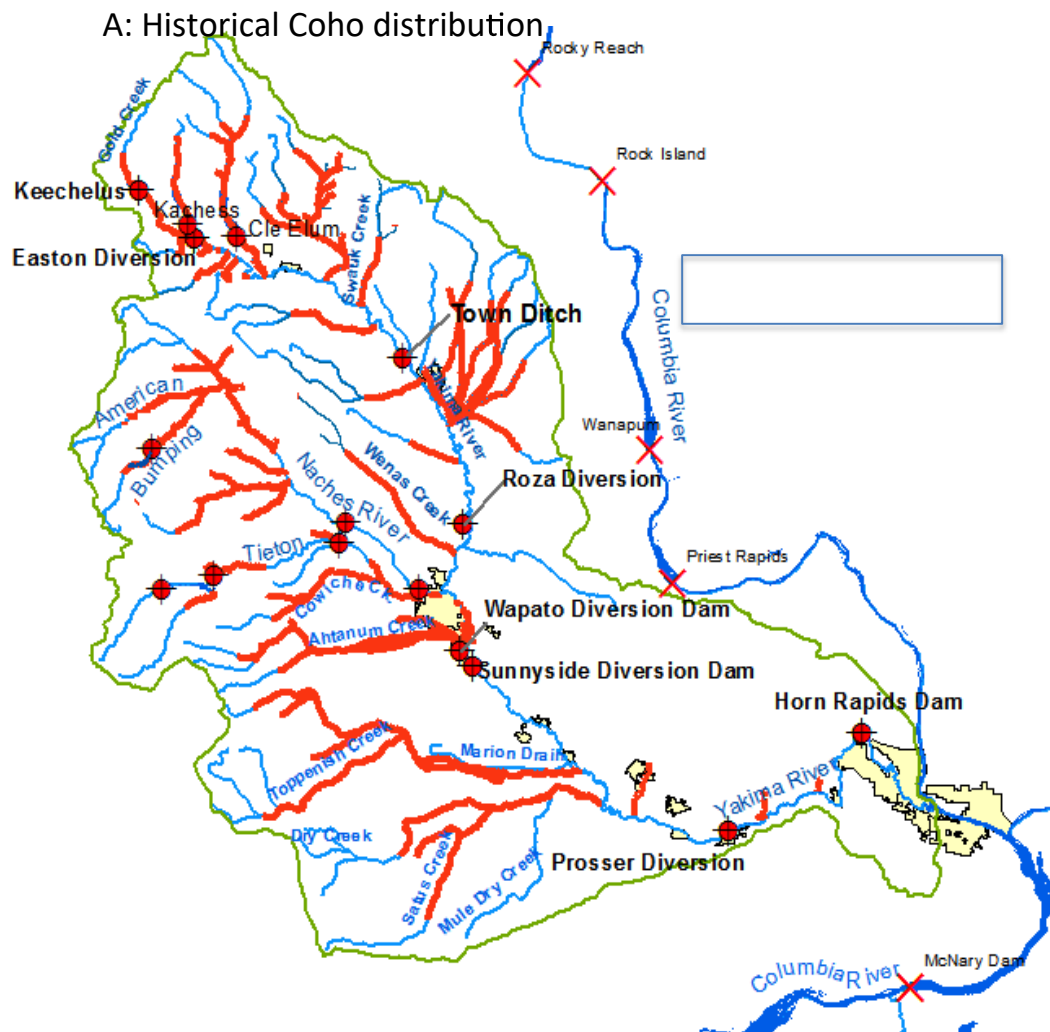 A: Historical Coho distribution
Rocky Reach
Gold Creek
Rock Island
Keechelus
Kachess
Cle Elum
Easton Diversion
Swauk Creek
Columbia River
Town Ditch
American
Yakima River
Wanapum
Bumping
Wenas Creek
Naches River
Roza Diversion
Tieton
Priest Rapids
Cowiche Ck.
Wapato Diversion Dam
Ahtanum Creek
Sunnyside Diversion Dam
Horn Rapids Dam
Marion Drain
Toppenish Creek
Yakima River
Dry Creek
Prosser Diversion
Satus Creek
Mule Dry Creek
Columbia River
McNary Dam